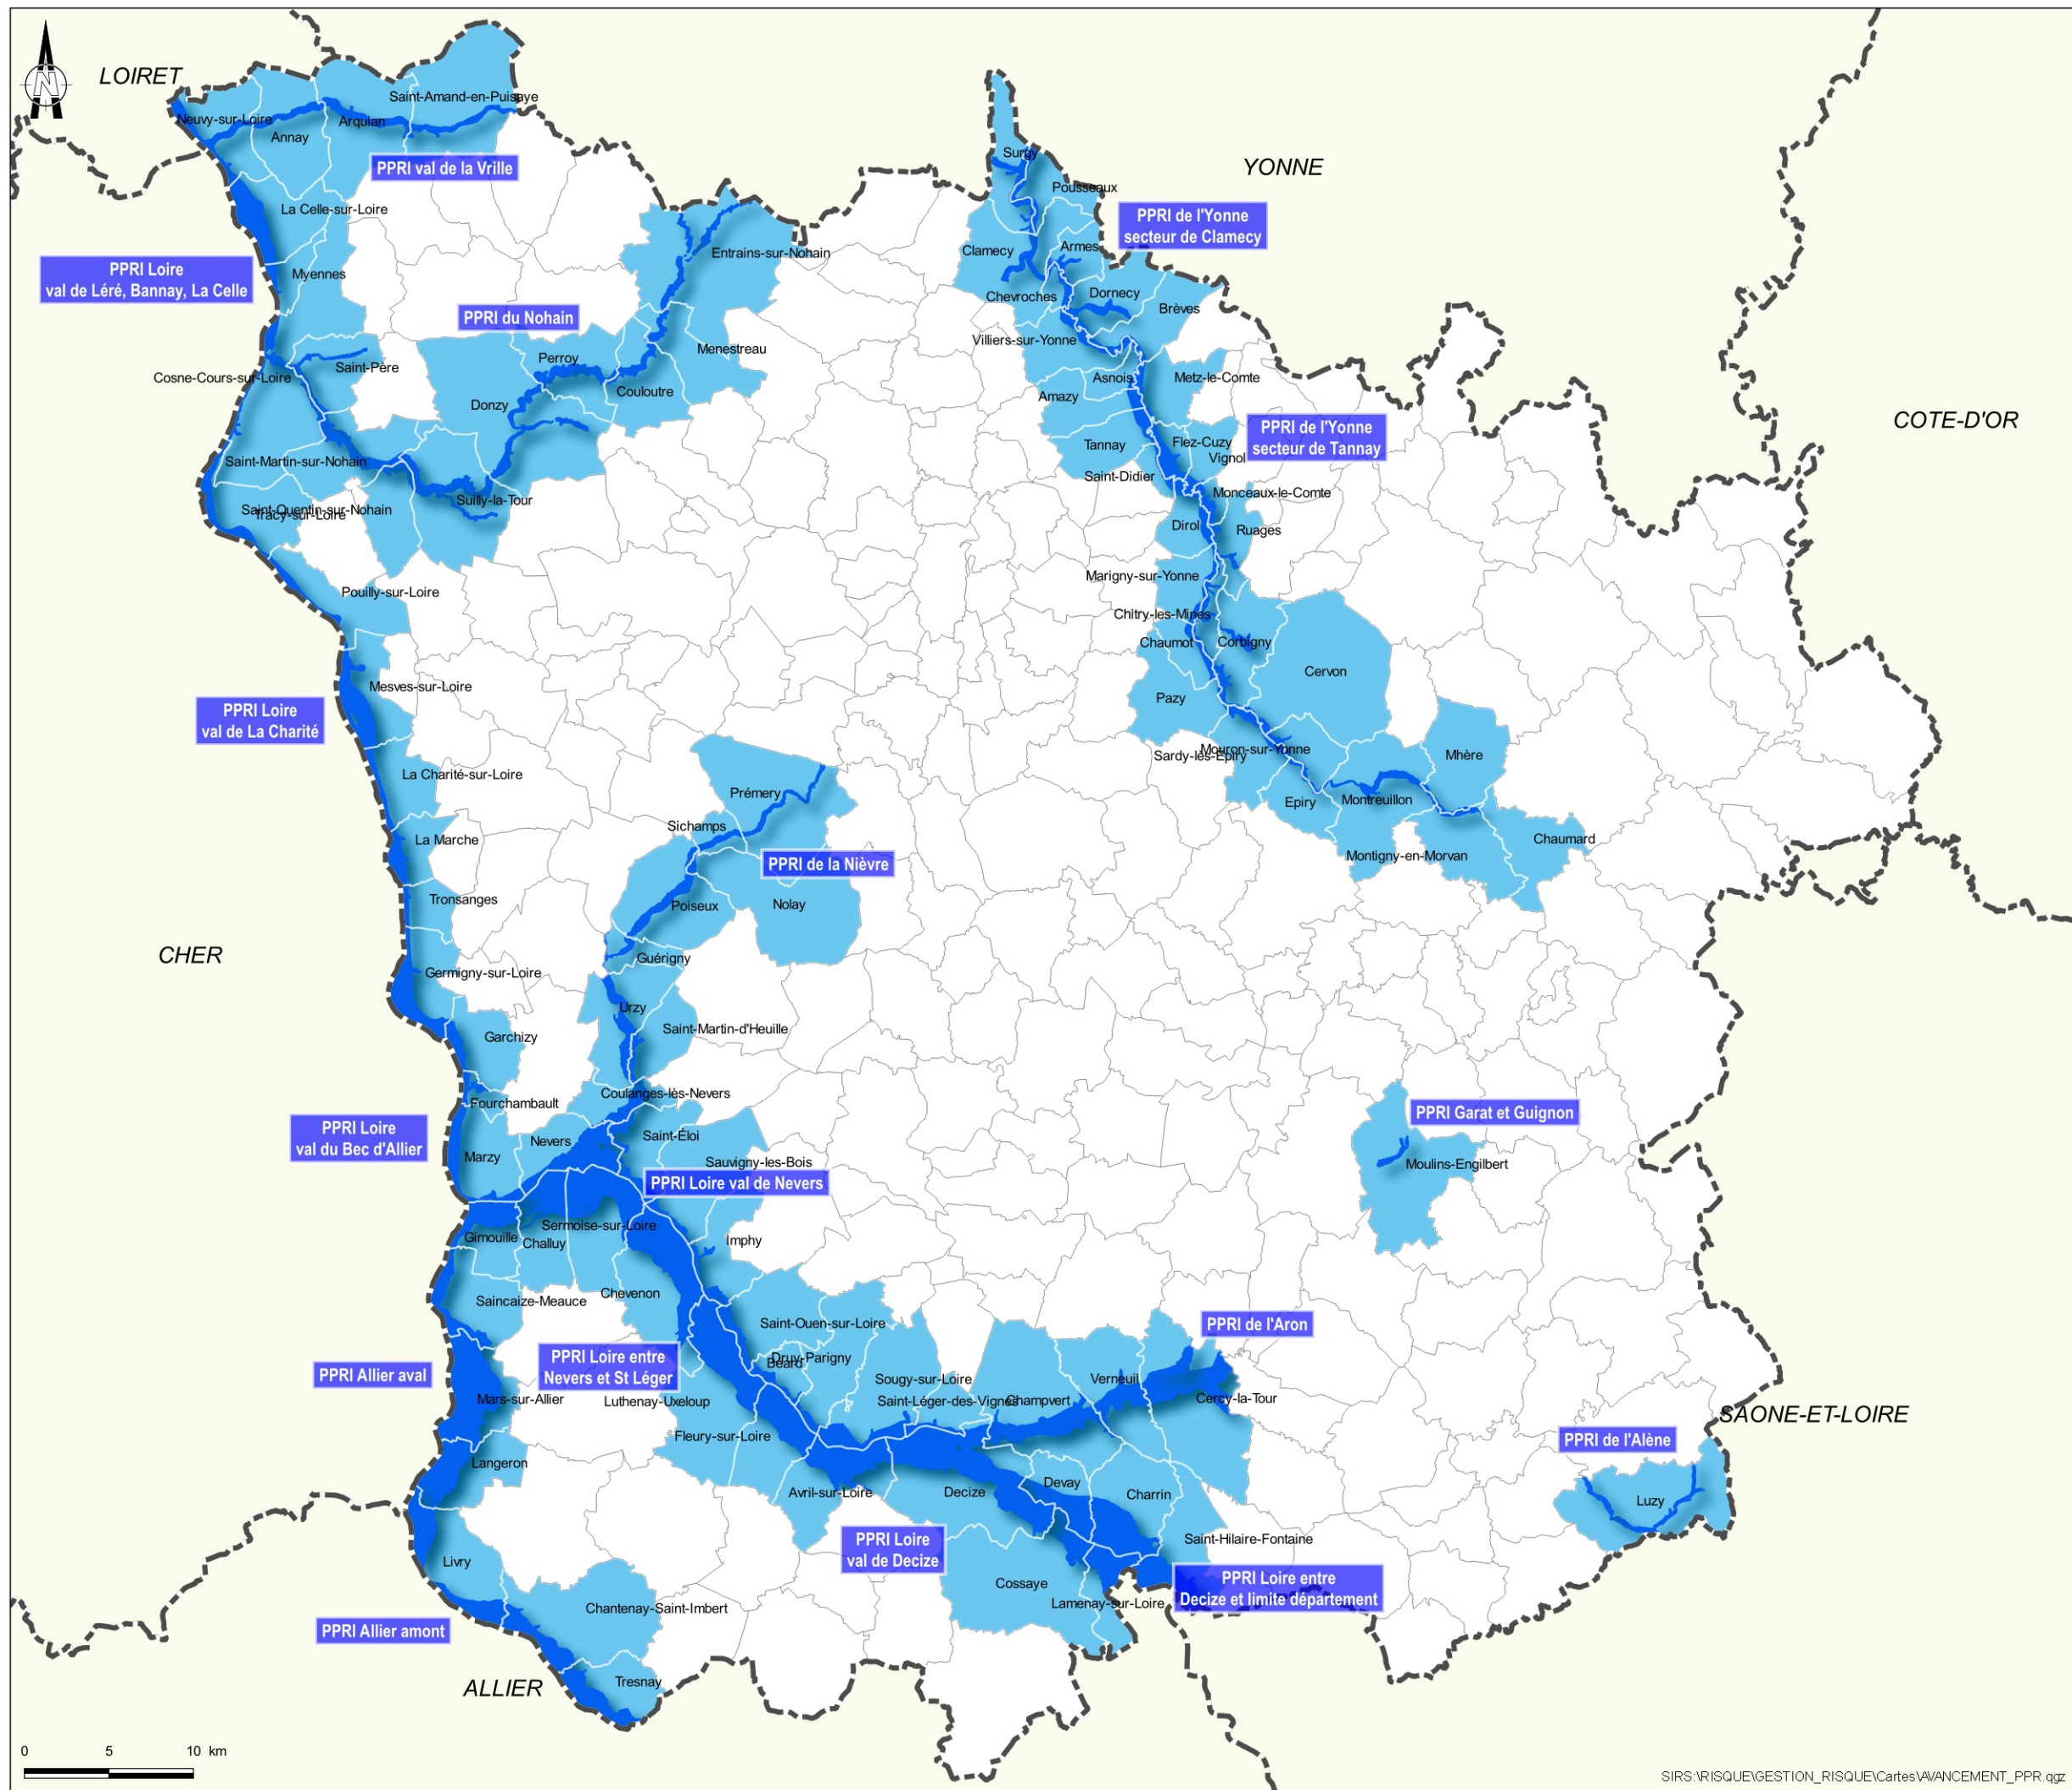 N
LOIRET
Saint-Amand-en-Puisaye
Neuvy-sur-Loire
Arquian
Annay
PPRI val de la Vrille
Surgy
YONNE
Pousseaux
La Celle-sur-Loire
PPRI de l'Yonne
secteur de Clamecy
Entrains-sur-Nohain
Clamecy
Armes
PPRI Loire
val de Léré, Bannay, La Celle
Myennes
Chevroches
Dornecy
Brèves
PPRI du Nohain
Villiers-sur-Yonne
Menestreau
Perroy
Saint-Père
Cosne-Cours-sur-Loire
Asnois
Metz-le-Comte
Couloutre
Amazy
Donzy
COTE-D'OR
PPRI de l'Yonne
secteur de Tannay
Tannay
Flez-Cuzy
Vignol
Saint-Martin-sur-Nohain
Saint-Didier
Monceaux-le-Comte
Suilly-la-Tour
Saint-Quentin-sur-Nohain
Tracy-sur-Loire
Dirol
Ruages
Marigny-sur-Yonne
Pouilly-sur-Loire
Chitry-les-Mines
Chaumot
Corbigny
Cervon
Mesves-sur-Loire
Pazy
PPRI Loire
val de La Charité
Mouron-sur-Yonne
Sardy-lès-Epiry
Mhère
La Charité-sur-Loire
Prémery
Epiry
Montreuillon
Sichamps
La Marche
Chaumard
Montigny-en-Morvan
PPRI de la Nièvre
Tronsanges
Poiseux
Nolay
CHER
Guérigny
Germigny-sur-Loire
Urzy
Saint-Martin-d'Heuille
Garchizy
Coulanges-lès-Nevers
Fourchambault
PPRI Garat et Guignon
PPRI Loire
val du Bec d'Allier
Nevers
Saint-Éloi
Marzy
Sauvigny-les-Bois
Moulins-Engilbert
PPRI Loire val de Nevers
Sermoise-sur-Loire
Gimouille
Challuy
Imphy
Chevenon
Saincaize-Meauce
Saint-Ouen-sur-Loire
PPRI de l'Aron
Druy-Parigny
Béard
PPRI Loire entre
Nevers et St Léger
PPRI Allier aval
Sougy-sur-Loire
Verneuil
Mars-sur-Allier
Luthenay-Uxeloup
Saint-Léger-des-Vignes
Champvert
Cercy-la-Tour
SAONE-ET-LOIRE
Fleury-sur-Loire
PPRI de l'Alène
Langeron
Devay
Avril-sur-Loire
Decize
Charrin
Luzy
PPRI Loire
val de Decize
Saint-Hilaire-Fontaine
Livry
Cossaye
PPRI Loire entre
Decize et limite département
Lamenay-sur-Loire
Chantenay-Saint-Imbert
PPRI Allier amont
Tresnay
ALLIER
0 5 10 km
SIRS:\RISQUE\GESTION_RISQUE\Cartes\AVANCEMENT_PPR.qgz